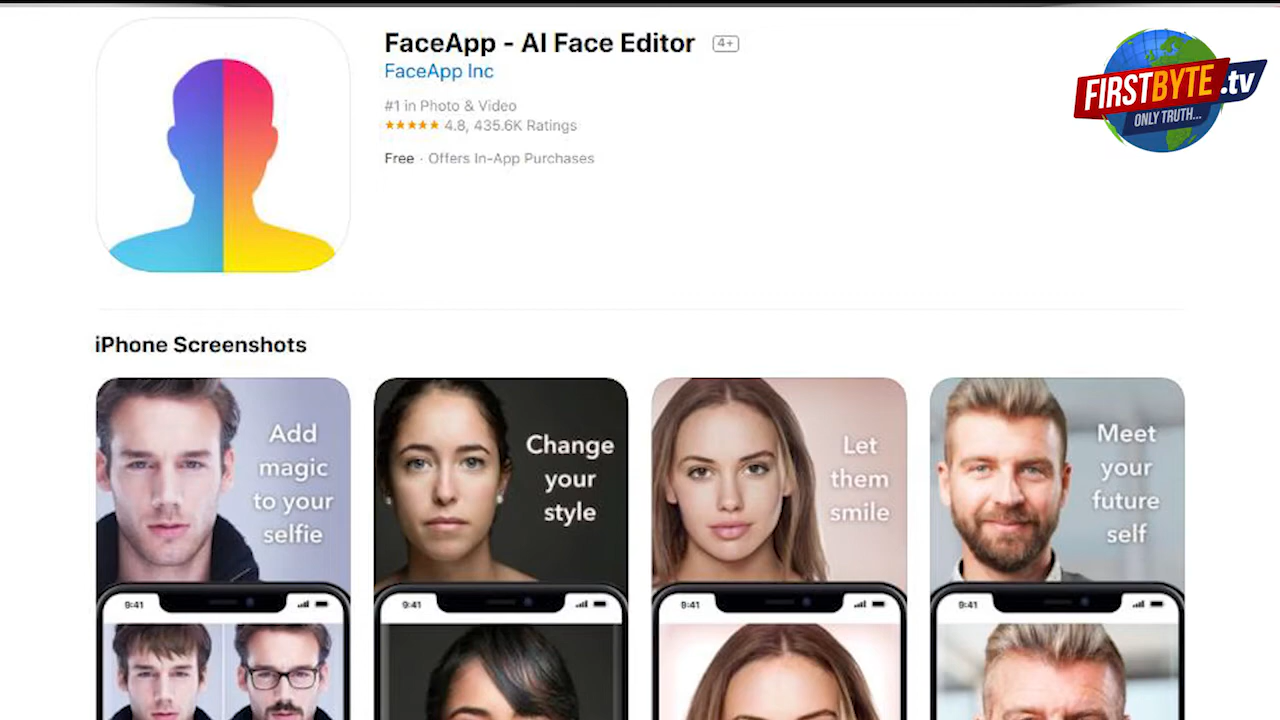 FaceApp - AI Face Editor 4+
FaceApp Inc
#1 in Photo & Video
★★★★★ 4.8, 435.6K Ratings
Free · Offers In-App Purchases
FIRSTBYTE.tv
ONLY TRUTH...
iPhone Screenshots
Add
magic
to your
selfie
Change
your
style
Let
them
smile
Meet
your
future
self
9:41
9:41
9:41
9:41